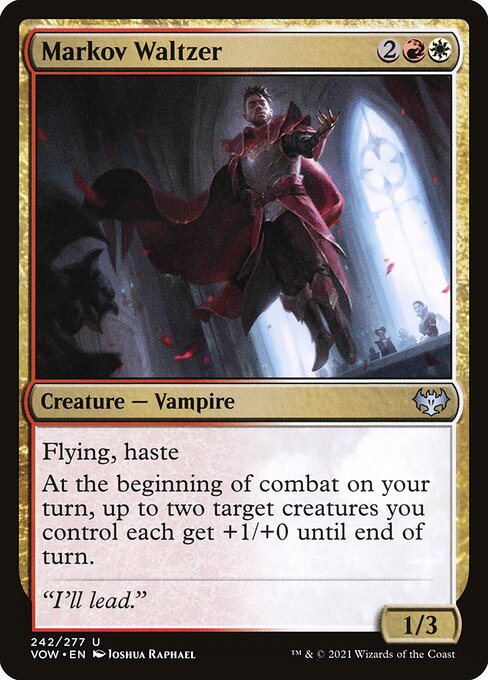 Markov Waltzer 2
Creature — Vampire
Flying, haste
At the beginning of combat on your
turn, up to two target creatures you
control each get +1/+0 until end of
turn.
“I'll lead.”
1/3
242/277 U
VOW • EN Joshua Raphael
™ & © 2021 Wizards of the Coast